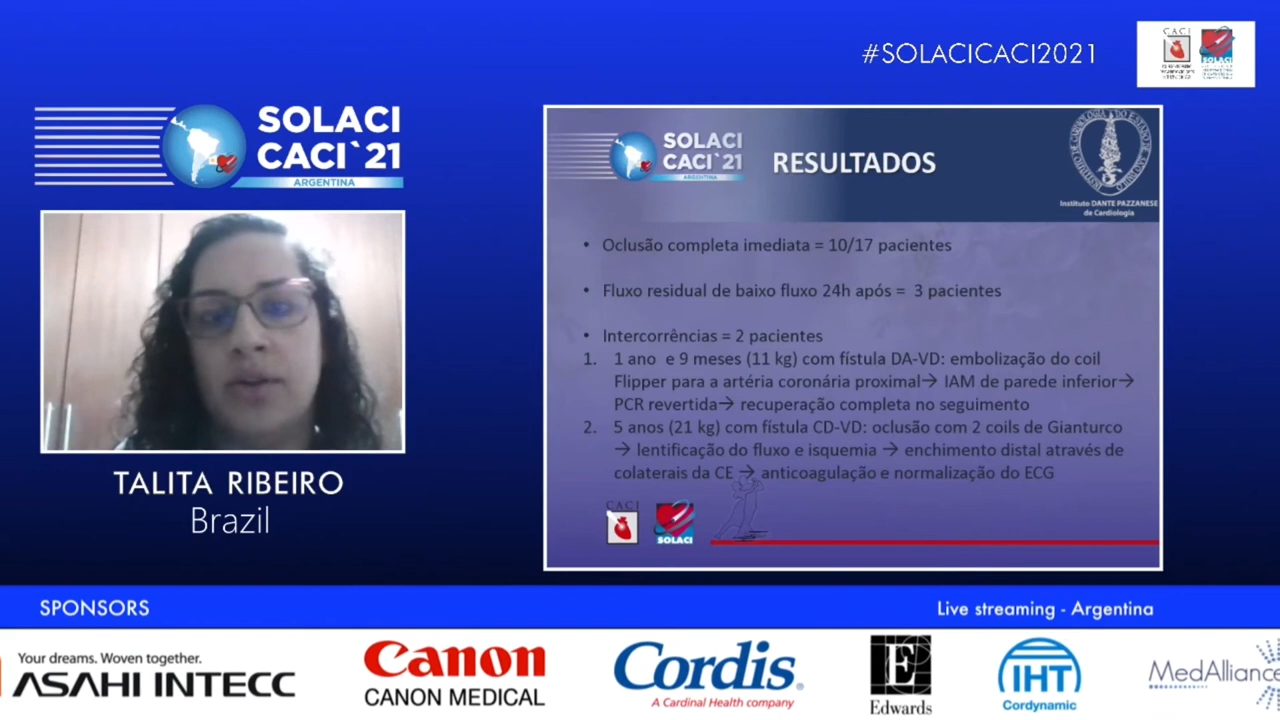 #SOLACICACI2021
CACI
SOLACI
SOLACI
CACI`21
ARGENTINA
TALITA RIBEIRO
Brazil
SOLACI
CACI`21
ARGENTINA
RESULTADOS
Instituto DANTE PAZZANESE
de Cardiologia
• Oclusão completa imediata = 10/17 pacientes
• Fluxo residual de baixo fluxo 24h após = 3 pacientes
• Intercorrências = 2 pacientes
1. 1 ano e 9 meses (11 kg) com fístula DA-VD: embolização do coil
Flipper para a artéria coronária proximal→ IAM de parede inferior→
PCR revertida→ recuperação completa no seguimento
2. 5 anos (21 kg) com fístula CD-VD: oclusão com 2 coils de Gianturco
→ lentificação do fluxo e isquemia → enchimento distal através de
colaterais da CE → anticoagulação e normalização do ECG
CACI
SOLACI
SPONSORS
Live streaming - Argentina
Your dreams. Woven together.
ASAHI INTECC
Canon
CANON MEDICAL
Cordis®
A Cardinal Health company
E
Edwards
IHT
Cordynamic
MedAlliance